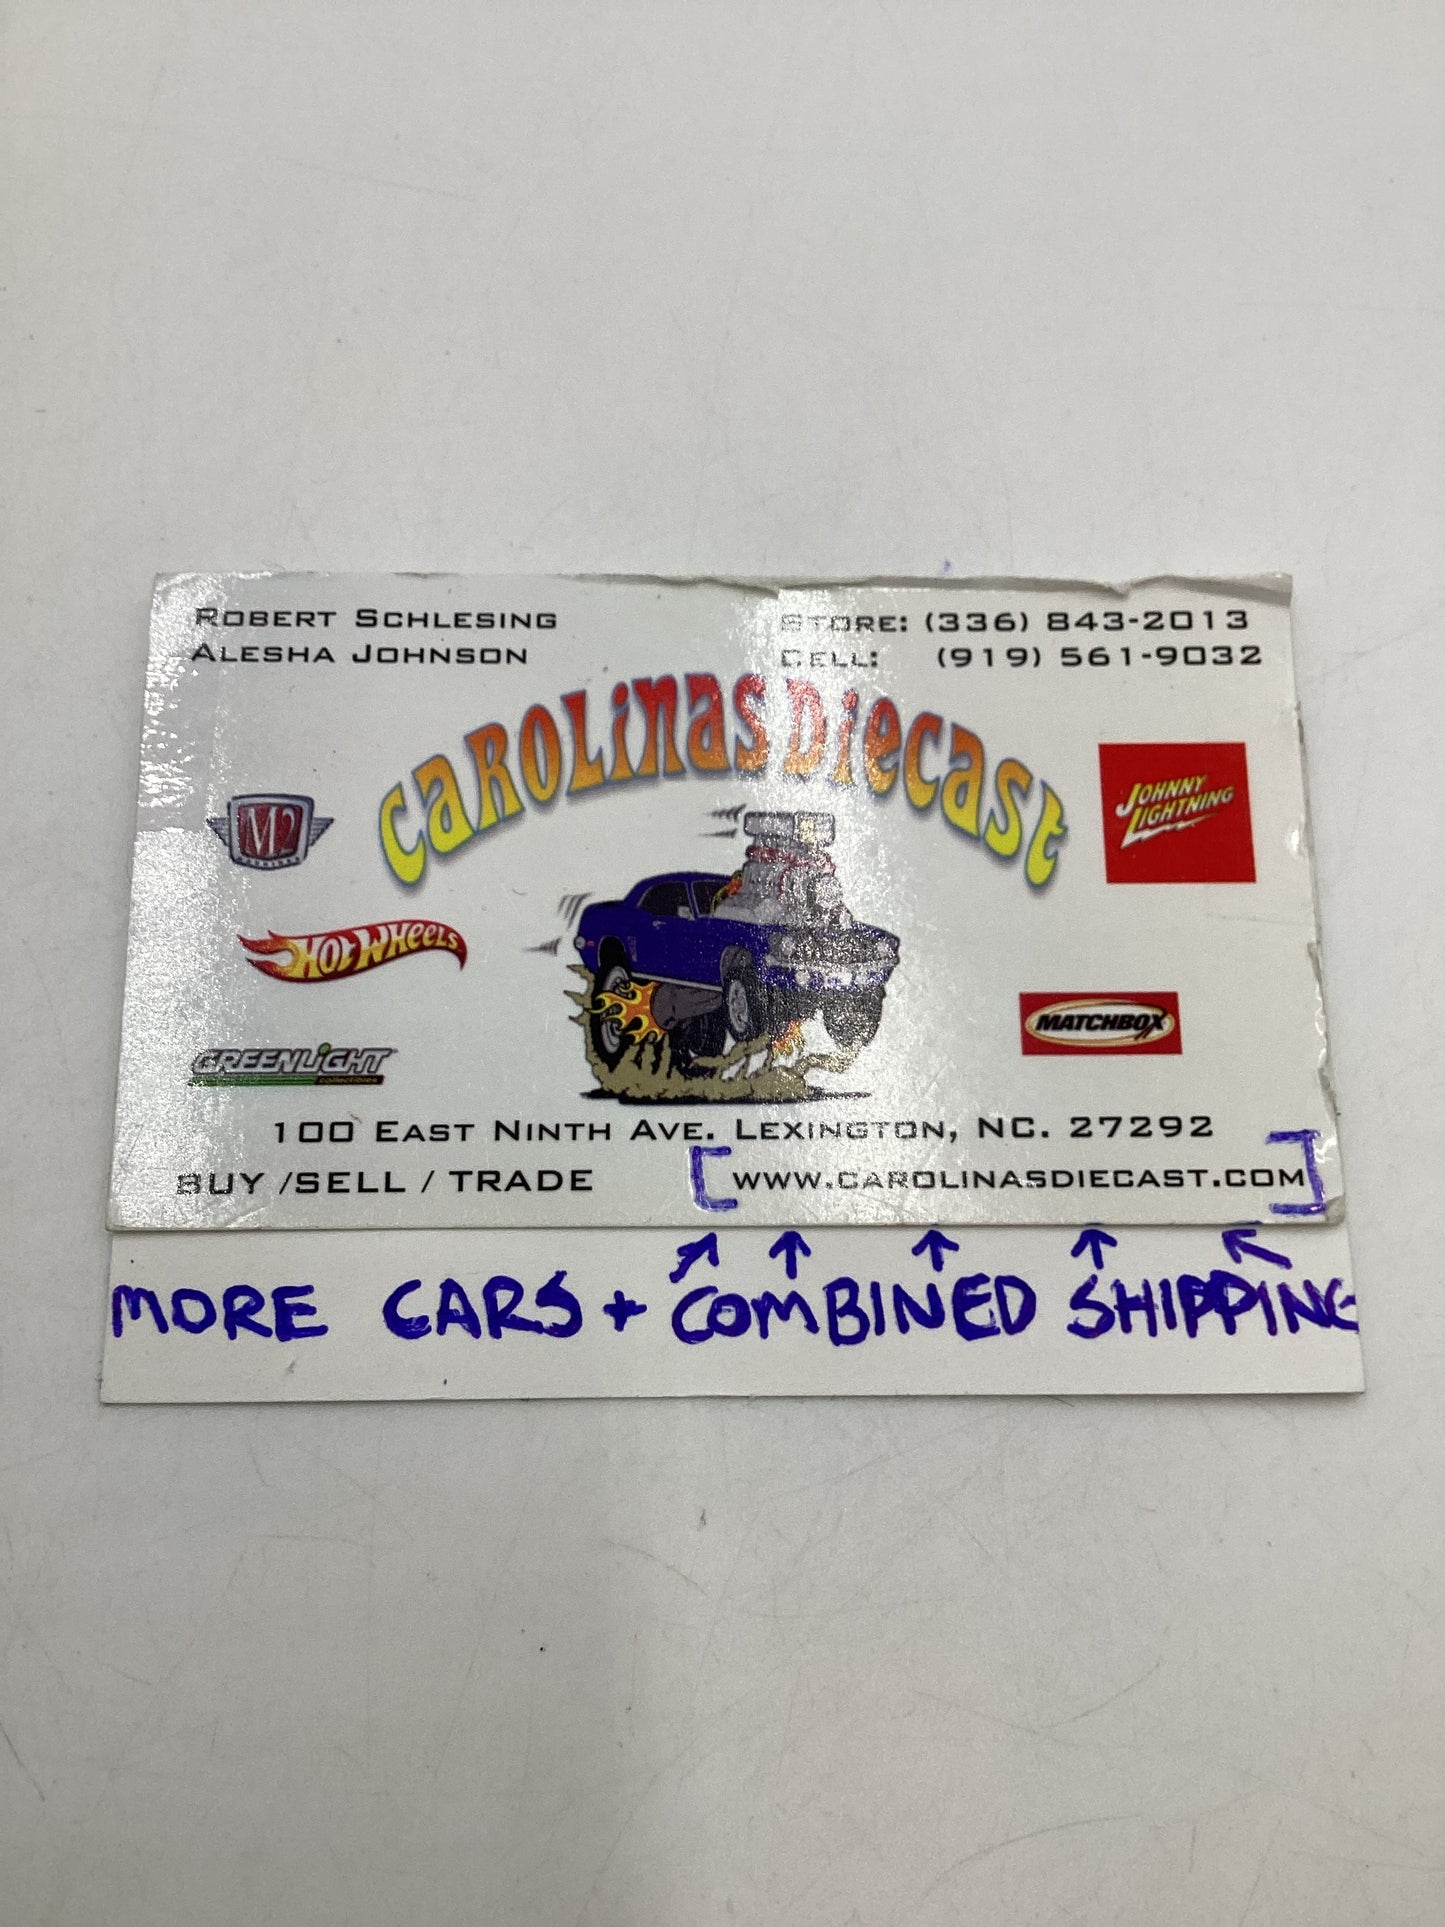 ROBERT SCHLESING
ALESHA JOHNSON
STORE: (336) 843-2013
CELL: (919) 561-9032
CAROLINAS DIECAST
M2
MACHINES
JOHNNY
LIGHTNING
HOT WHEELS
MATCHBOX
GREENLIGHT
collectibles
100 EAST NINTH AVE. LEXINGTON, NC. 27292
BUY /SELL / TRADE
[WWW.CAROLINASDIECAST.COM]
↑ ↑ ↑ ↑ ↑
MORE CARS + COMBINED SHIPPING